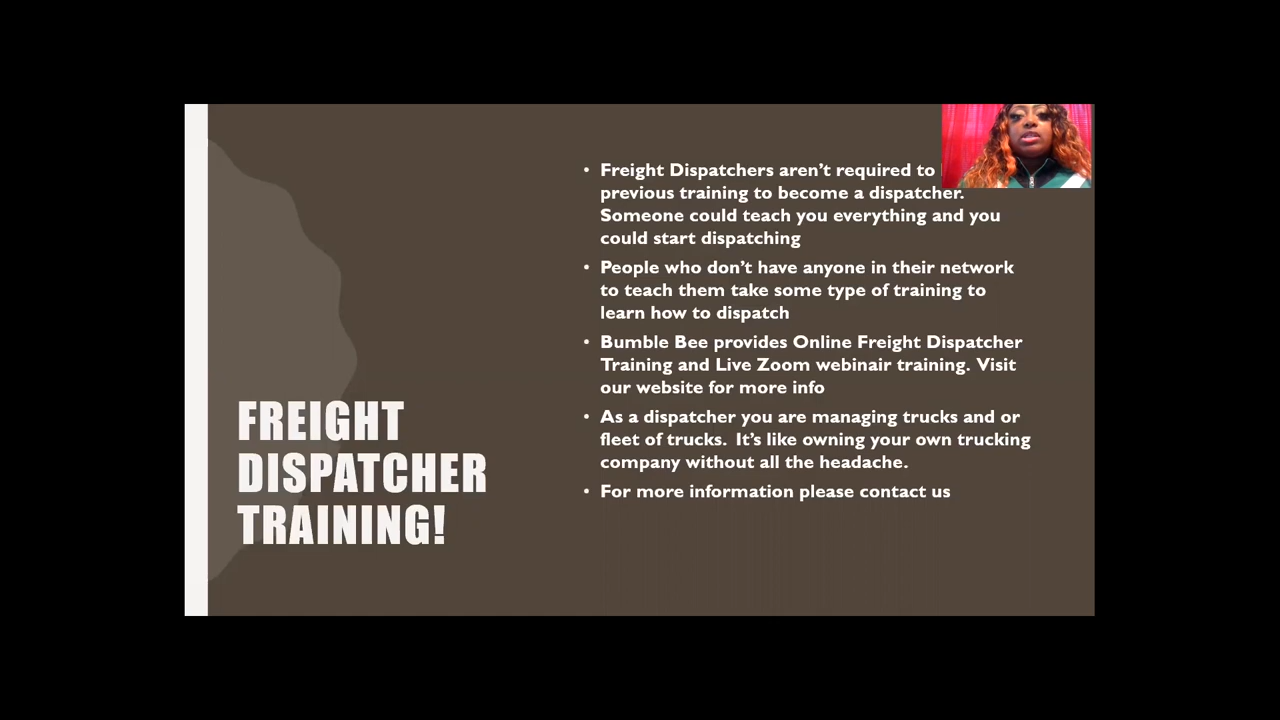 FREIGHT
DISPATCHER
TRAINING!
• Freight Dispatchers aren't required to
previous training to become a dispatcher.
Someone could teach you everything and you
could start dispatching
• People who don't have anyone in their network
to teach them take some type of training to
learn how to dispatch
• Bumble Bee provides Online Freight Dispatcher
Training and Live Zoom webinair training. Visit
our website for more info
• As a dispatcher you are managing trucks and or
fleet of trucks. It's like owning your own trucking
company without all the headache.
• For more information please contact us